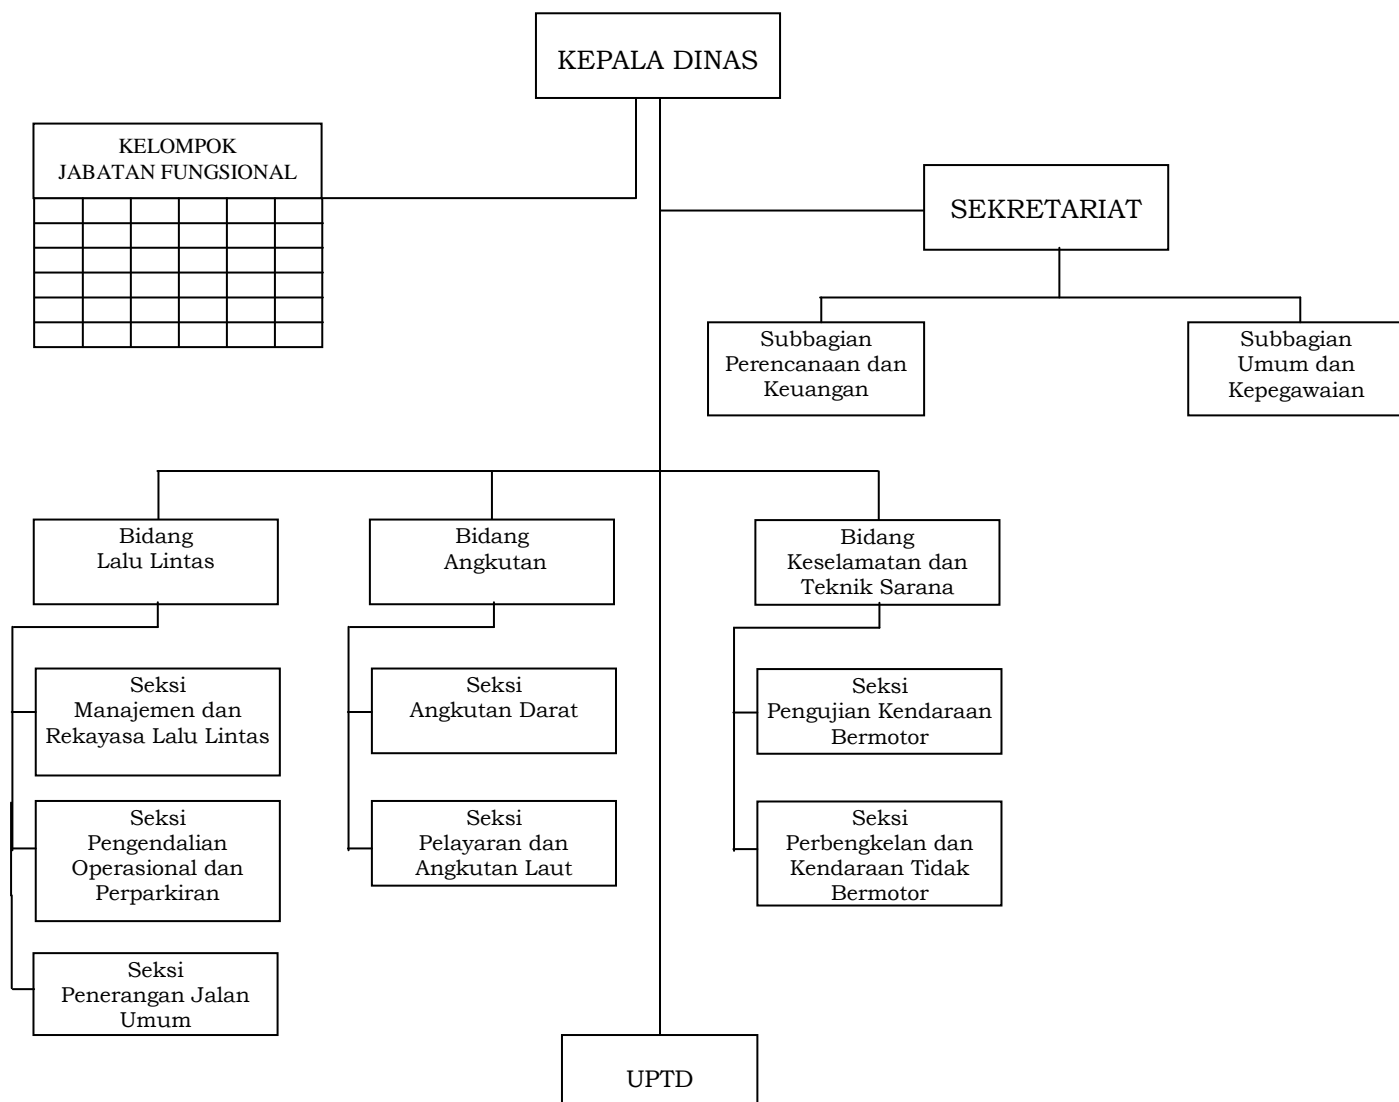 KEPALA DINAS
KELOMPOK
JABATAN FUNGSIONAL
SEKRETARIAT
Subbagian
Perencanaan dan
Keuangan
Subbagian
Umum dan
Kepegawaian
Bidang
Lalu Lintas
Bidang
Angkutan
Bidang
Keselamatan dan
Teknik Sarana
Seksi
Manajemen dan
Rekayasa Lalu Lintas
Seksi
Angkutan Darat
Seksi
Pengujian Kendaraan
Bermotor
Seksi
Pengendalian
Operasional dan
Perparkiran
Seksi
Pelayaran dan
Angkutan Laut
Seksi
Perbengkelan dan
Kendaraan Tidak
Bermotor
Seksi
Penerangan Jalan
Umum
UPTD